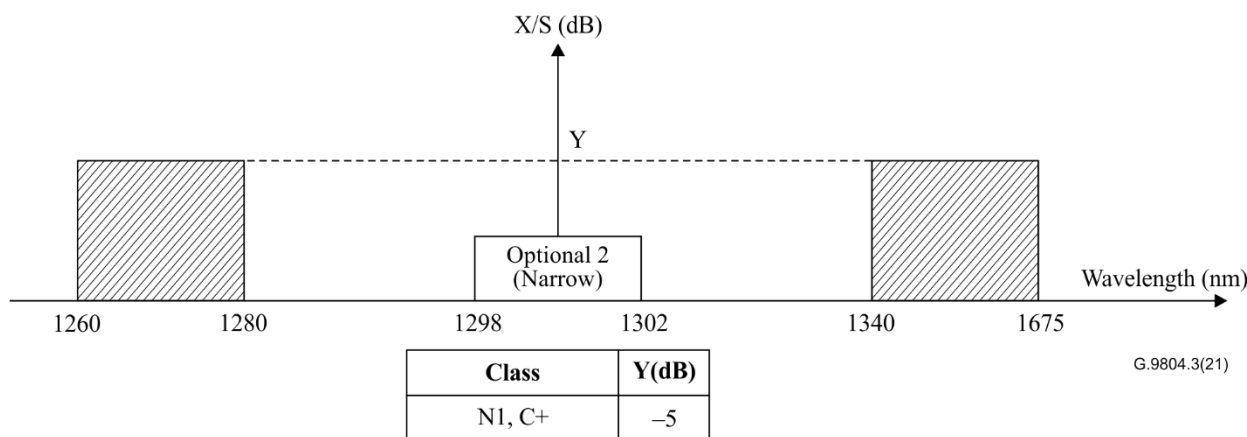 X/S (dB)
Y
Optional 2
(Narrow)
Wavelength (nm)
1260 1280 1298 1302 1340 1675
G.9804.3(21)
Class Y(dB)
N1, C+ –5